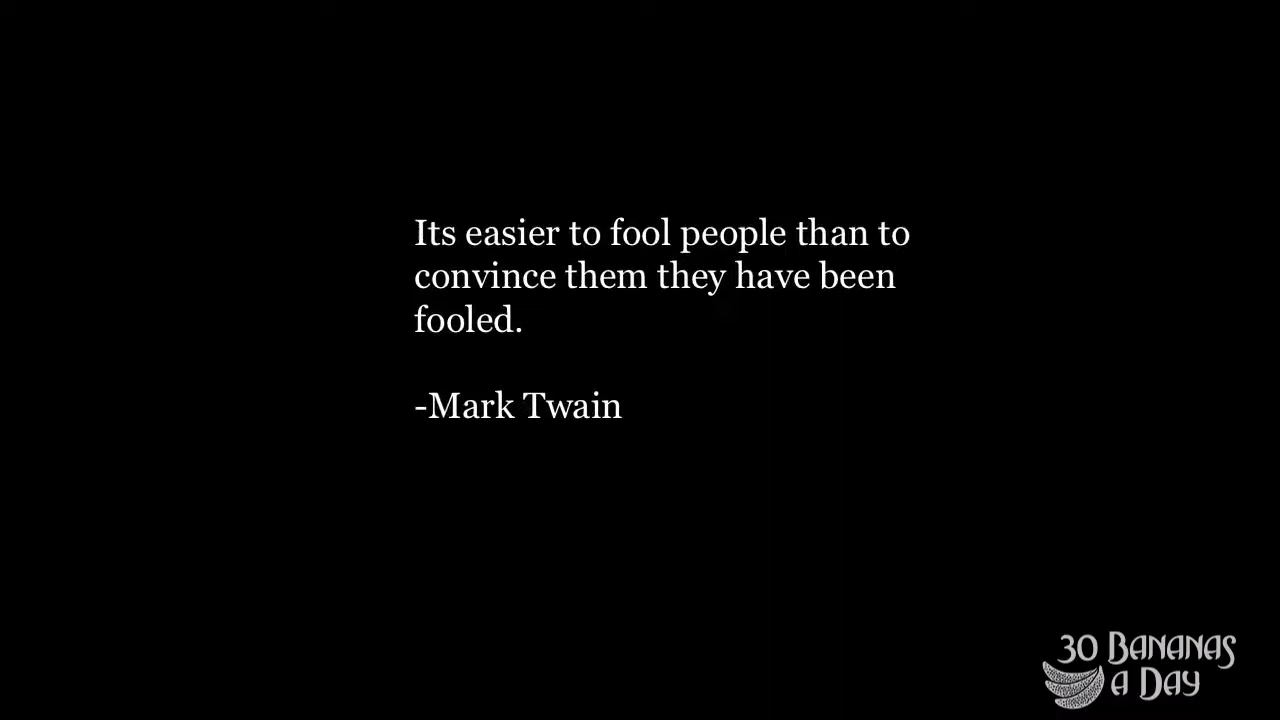 Its easier to fool people than to
convince them they have been
fooled.
-Mark Twain
30 BANANAS
A DAY